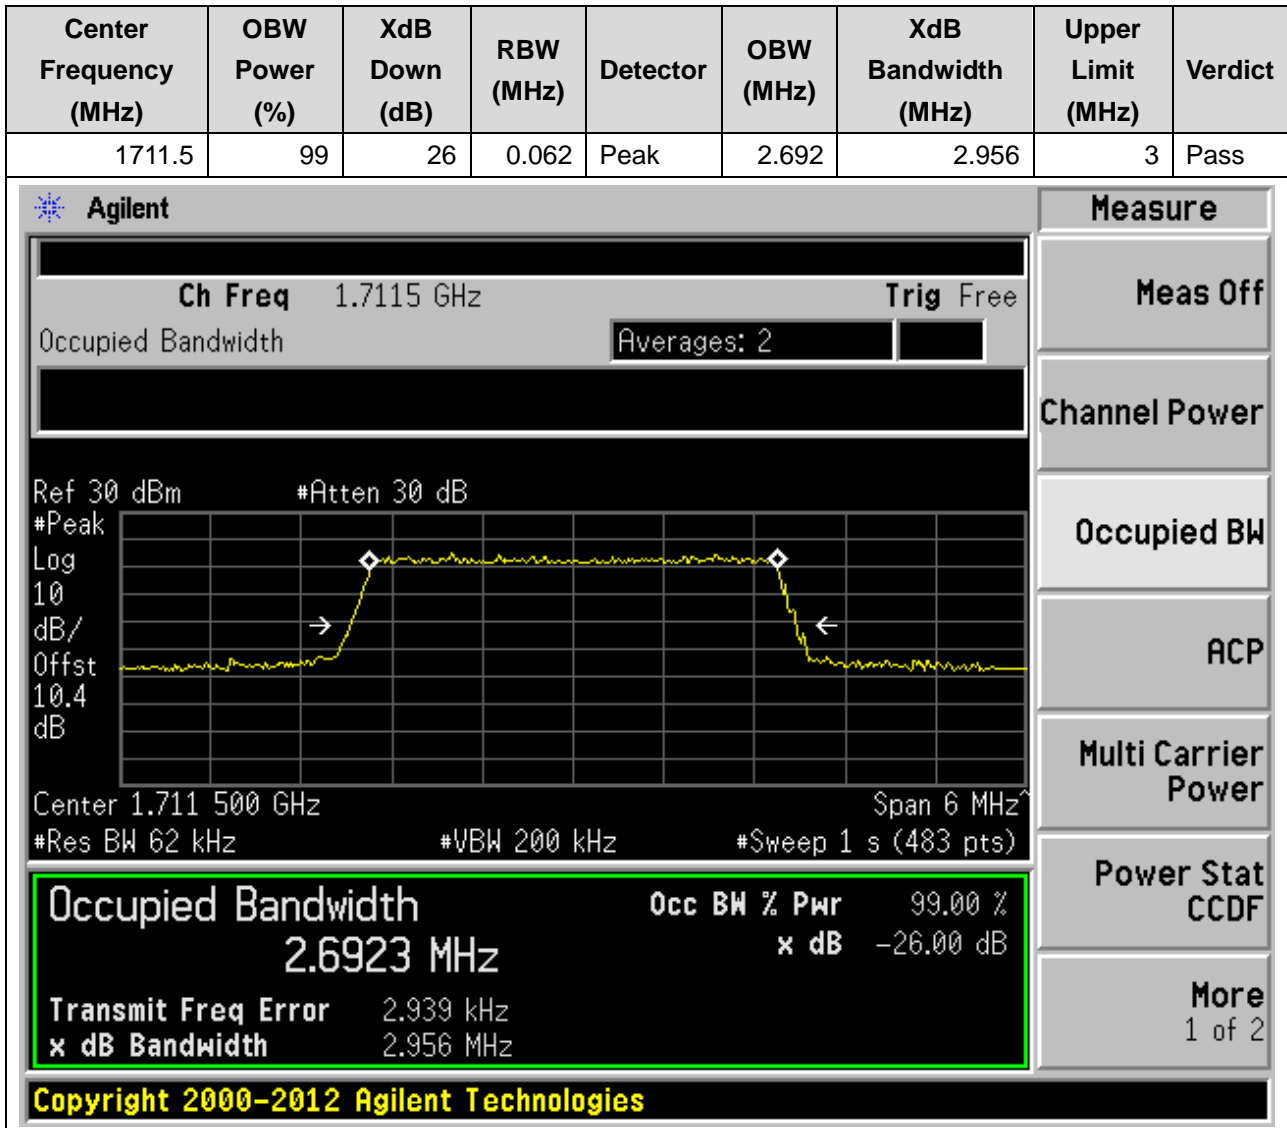 Center Frequency (MHz) OBW Power (%) XdB Down (dB) RBW (MHz) Detector OBW (MHz) XdB Bandwidth (MHz) Upper Limit (MHz) Verdict
1711.5 99 26 0.062 Peak 2.692 2.956 3 Pass
Agilent
Measure
Ch Freq 1.7115 GHz Trig Free
Occupied Bandwidth Averages: 2
Meas Off
Channel Power
Occupied BW
ACP
Multi Carrier
Power
Power Stat
CCDF
More
1 of 2
Ref 30 dBm #Atten 30 dB
#Peak
Log
10
dB/
Offst
10.4
dB
Center 1.711 500 GHz Span 6 MHz^
#Res BW 62 kHz #VBW 200 kHz #Sweep 1 s (483 pts)
Occupied Bandwidth Occ BW % Pwr 99.00 %
2.6923 MHz x dB -26.00 dB
Transmit Freq Error 2.939 kHz
x dB Bandwidth 2.956 MHz
Copyright 2000-2012 Agilent Technologies